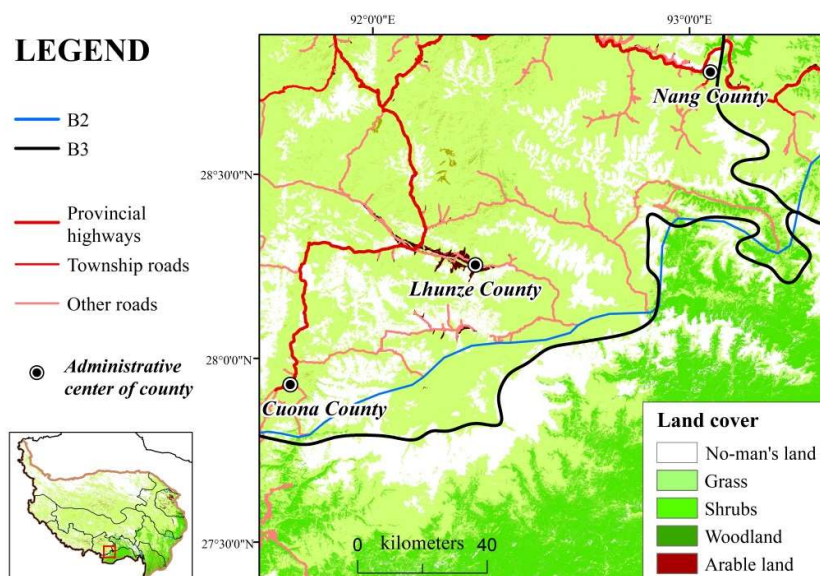 92°0'0"E
93°0'0"E
LEGEND
B2
B3
Provincial
highways
Township roads
Other roads
Administrative
center of county
28°30'0"N
28°0'0"N
27°30'0"N
Nang County
Lhunze County
Cuona County
kilometers
0
40
Land cover
No-man's land
Grass
Shrubs
Woodland
Arable land